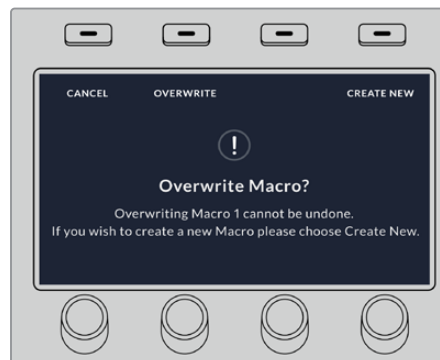 CANCEL OVERWRITE CREATE NEW
!
Overwrite Macro?
Overwriting Macro 1 cannot be undone.
If you wish to create a new Macro please choose Create New.